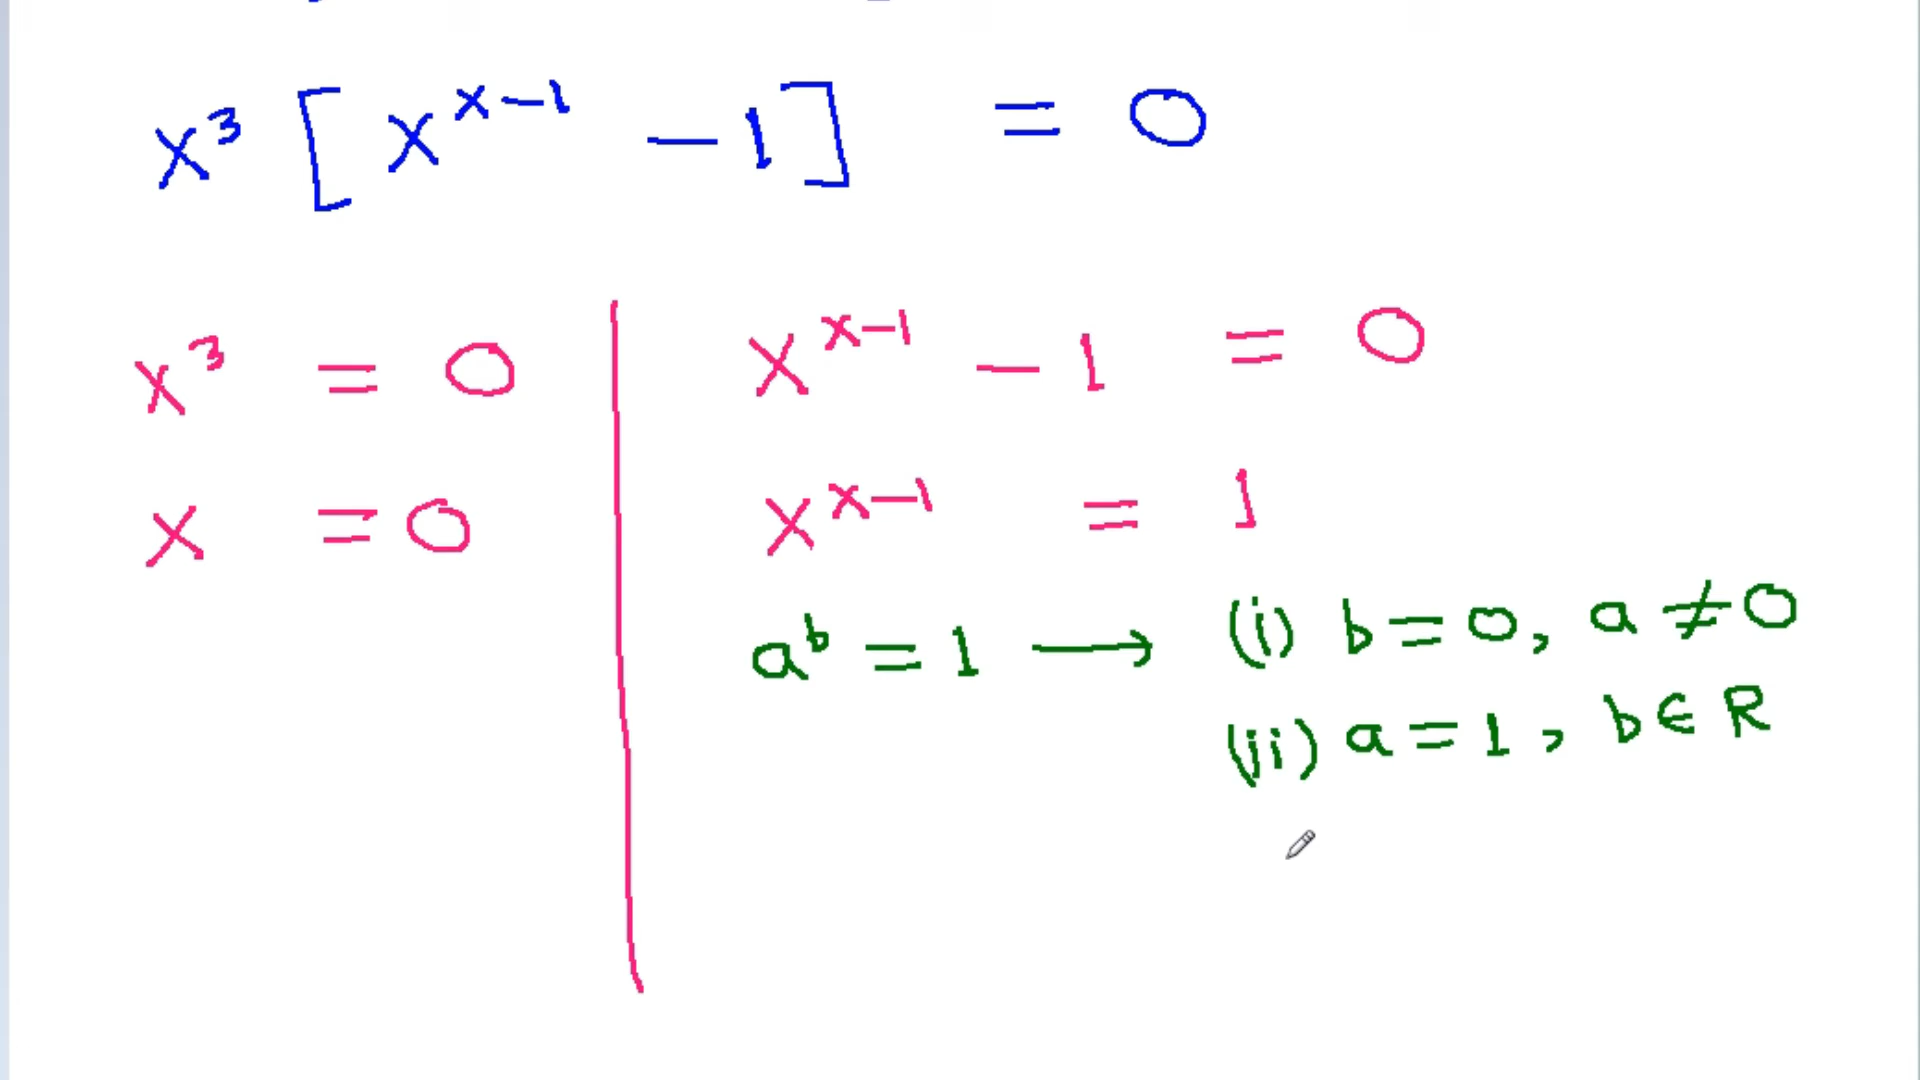 x³ [x^(x-1) - 1] = 0
x³ = 0
x = 0
x^(x-1) - 1 = 0
x^(x-1) = 1
a^b = 1 → (i) b = 0, a ≠ 0
(ii) a = 1, b ∈ R